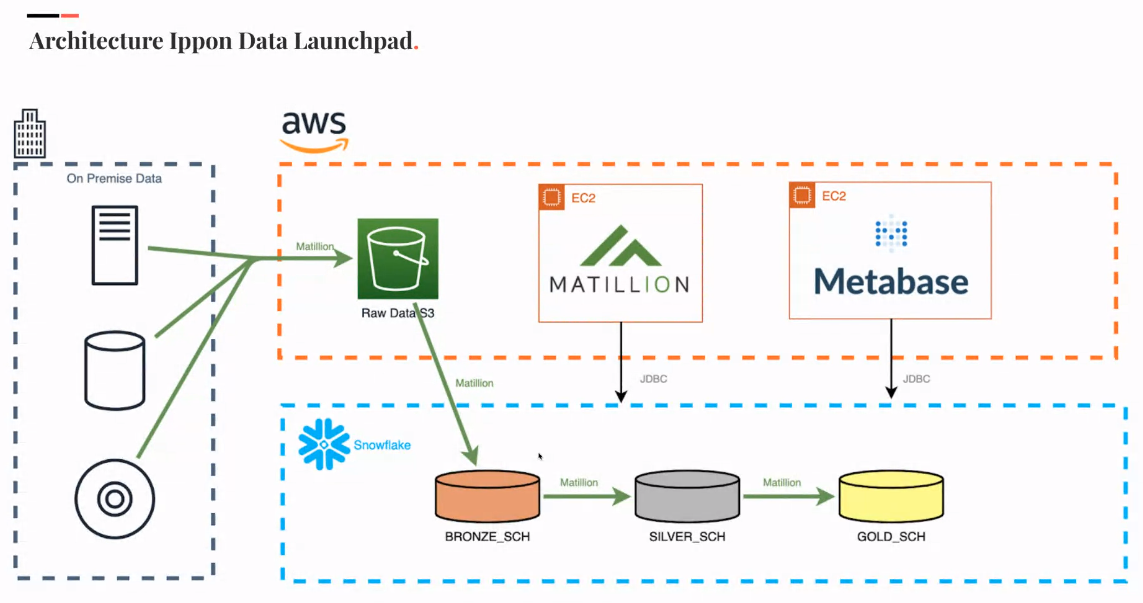 Architecture Ippon Data Launchpad.
aws
On Premise Data
Matillion
Raw Data S3
EC2
MATILLION
EC2
Metabase
Matillion
JDBC
JDBC
Snowflake
Matillion
Matillion
BRONZE_SCH
SILVER_SCH
GOLD_SCH